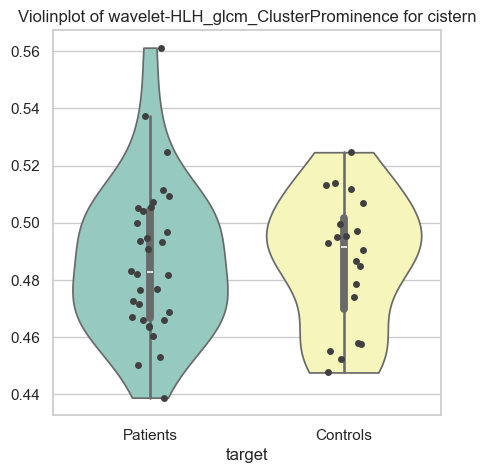 Violinplot of wavelet-HLH_glcm_ClusterProminence for cistern
0.56
0.54
0.52
0.50
0.48
0.46
0.44
Patients Controls
target